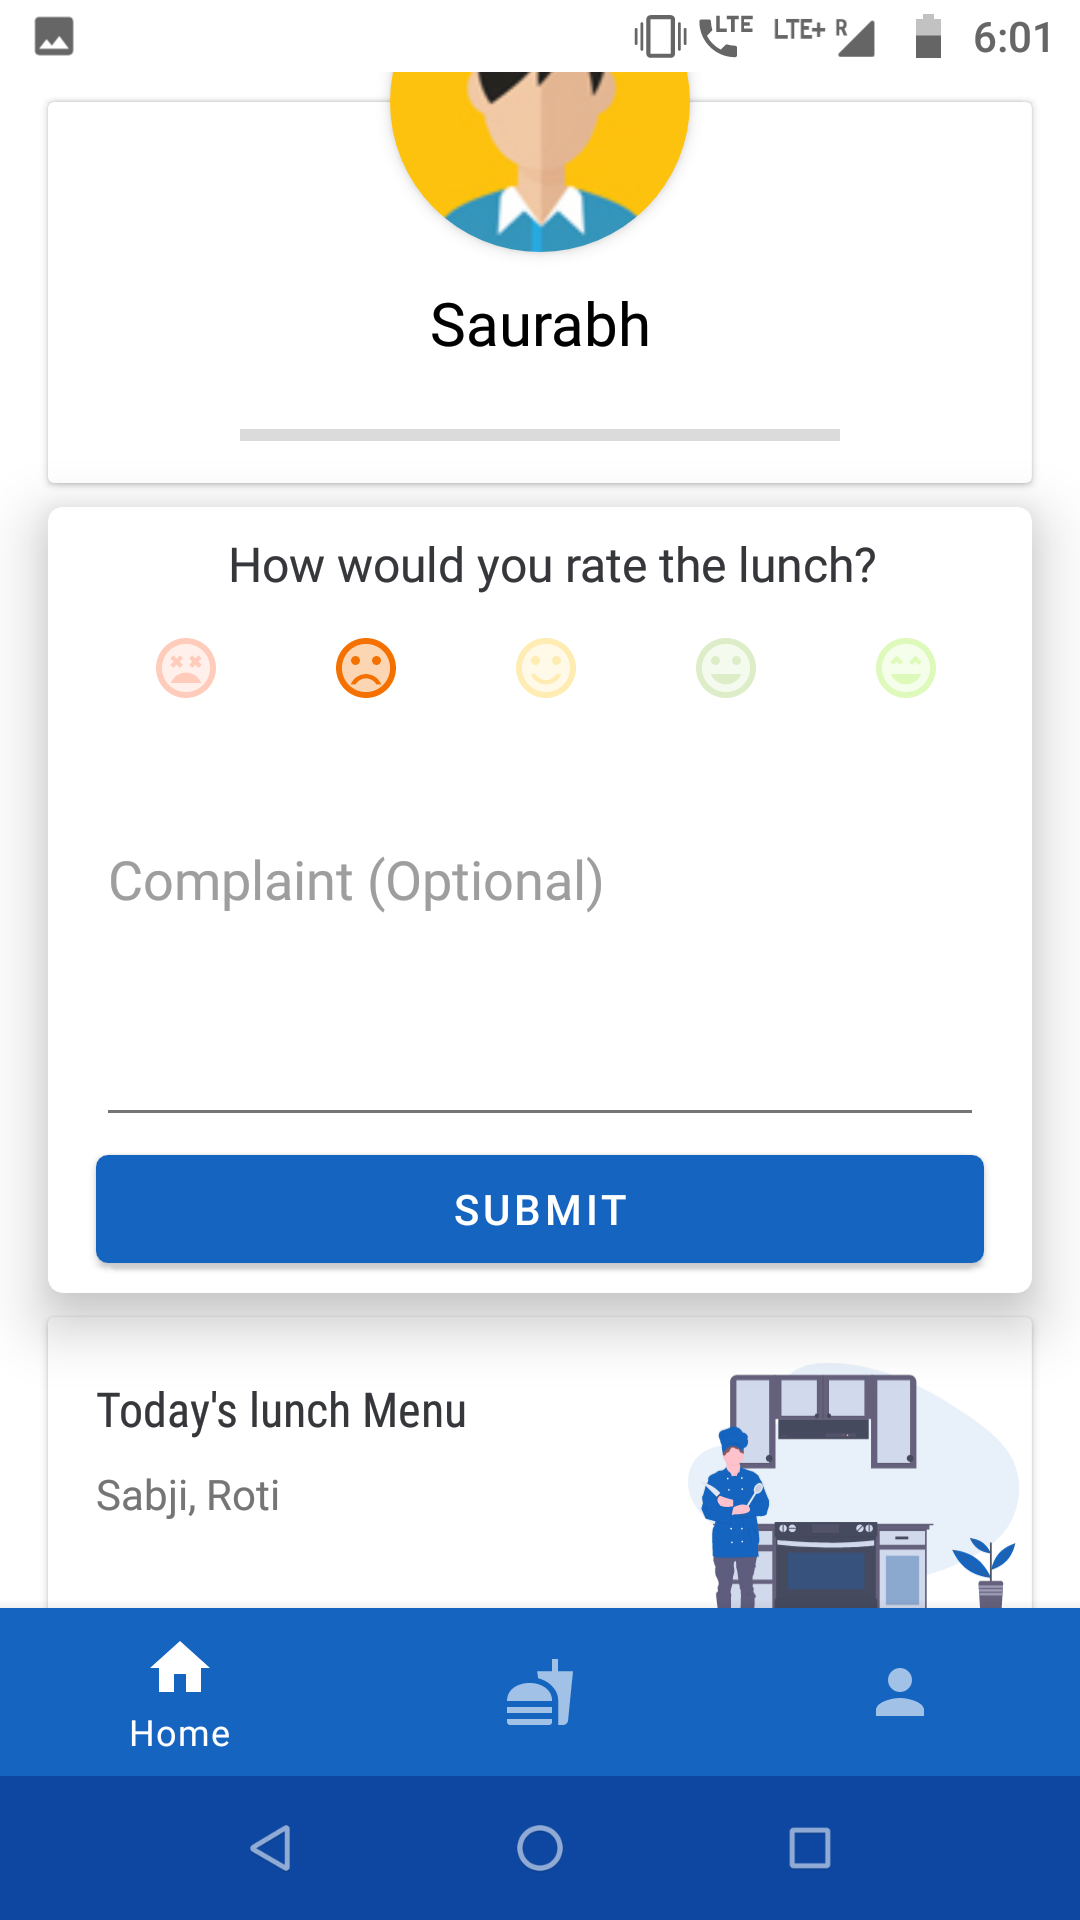 LTE LTE+ R 6:01
Saurabh
How would you rate the lunch?
Complaint (Optional)
SUBMIT
Today's lunch Menu
Sabji, Roti
Home